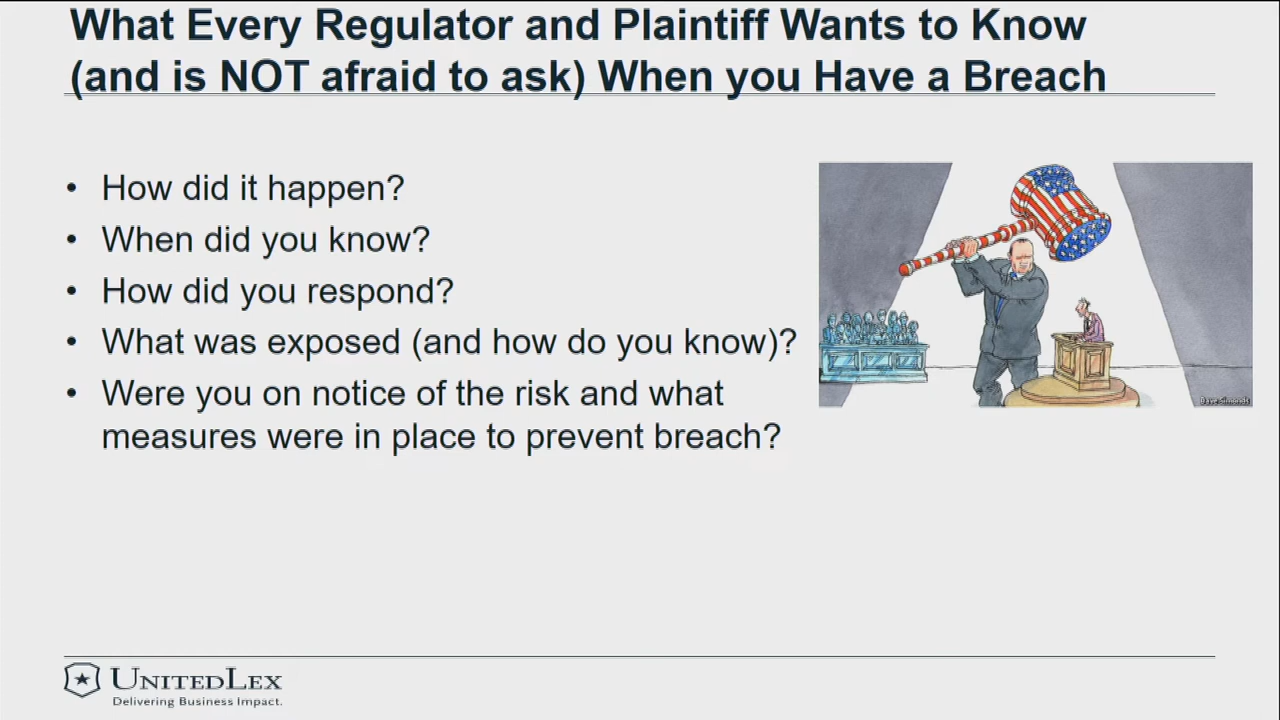 What Every Regulator and Plaintiff Wants to Know
(and is NOT afraid to ask) When you Have a Breach
• How did it happen?
• When did you know?
• How did you respond?
• What was exposed (and how do you know)?
• Were you on notice of the risk and what
measures were in place to prevent breach?
Dave Simonds
UNITEDLEX
Delivering Business Impact.